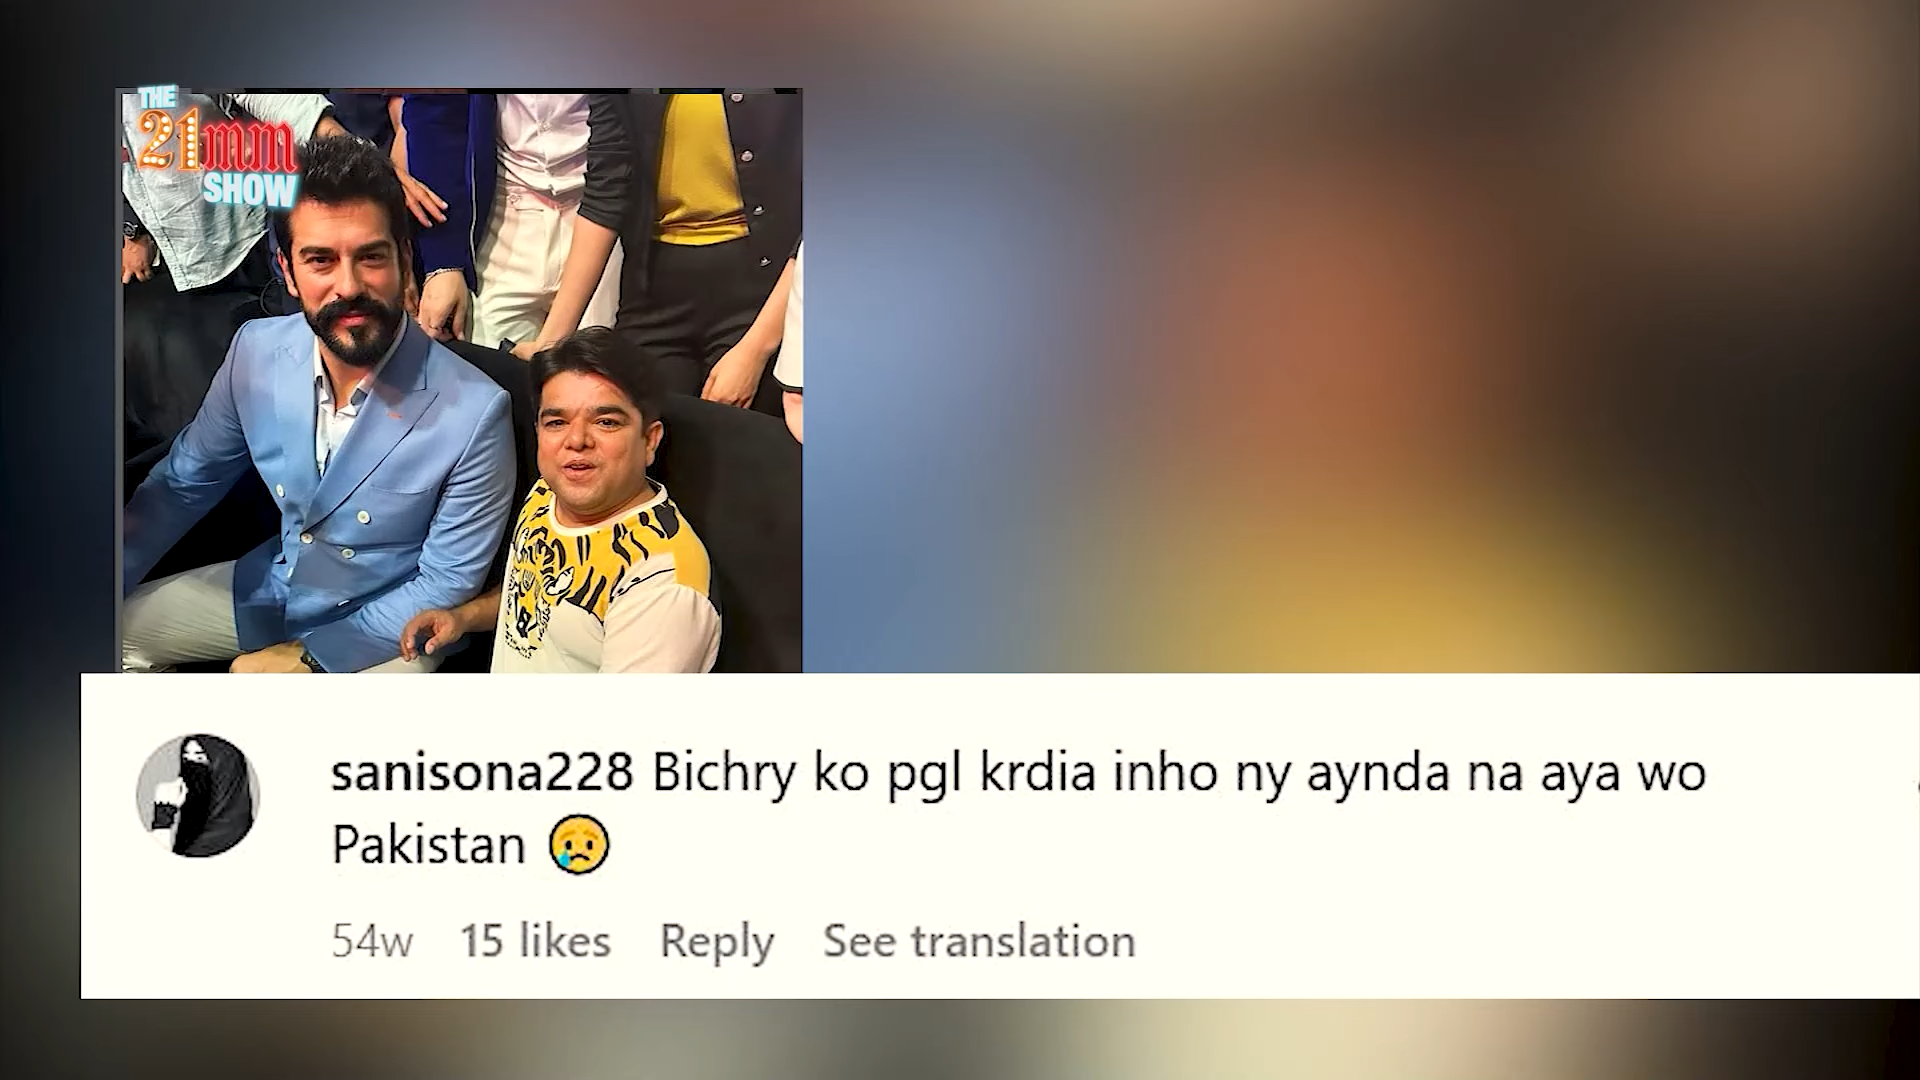 THE
21mm
SHOW
sanisona228 Bichry ko pgl krdia inho ny aynda na aya wo
Pakistan 😢
54w 15 likes Reply See translation